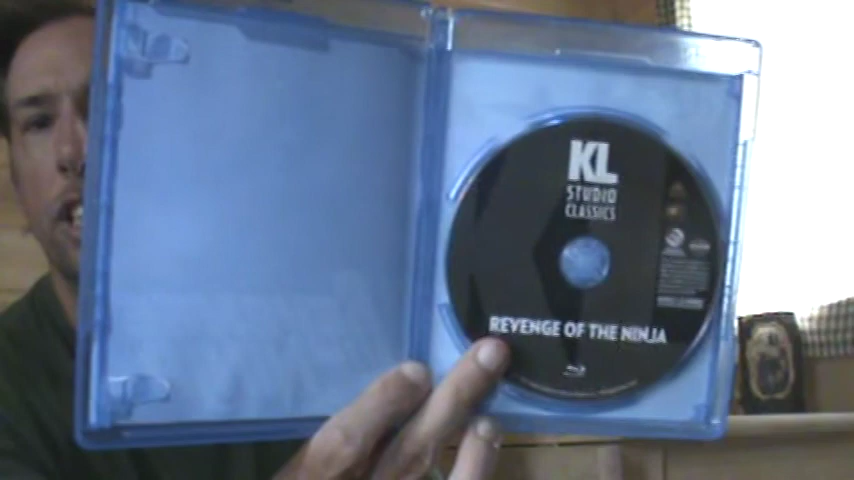 KL
STUDIO
CLASSICS
REVENGE OF THE NINJA